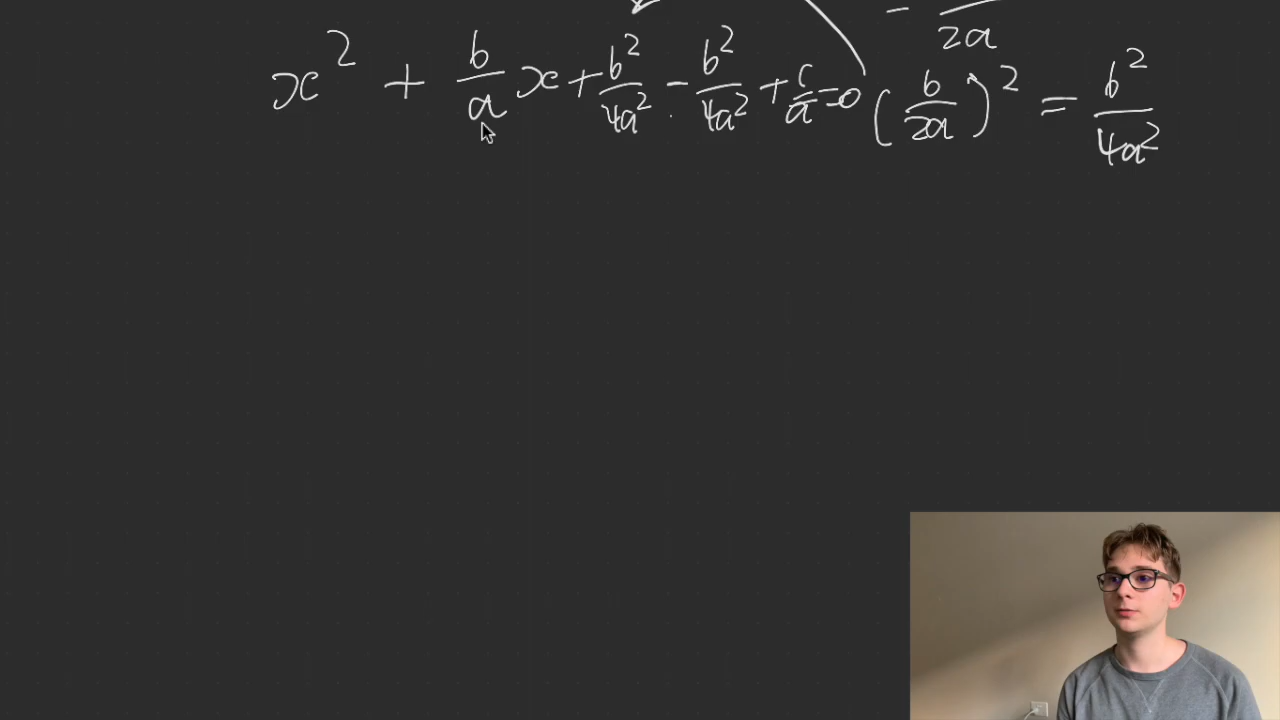 - —
2a
x² + b/a x + b²/4a² - b²/4a² + c/a = 0 (b/2a)² = b²/4a²